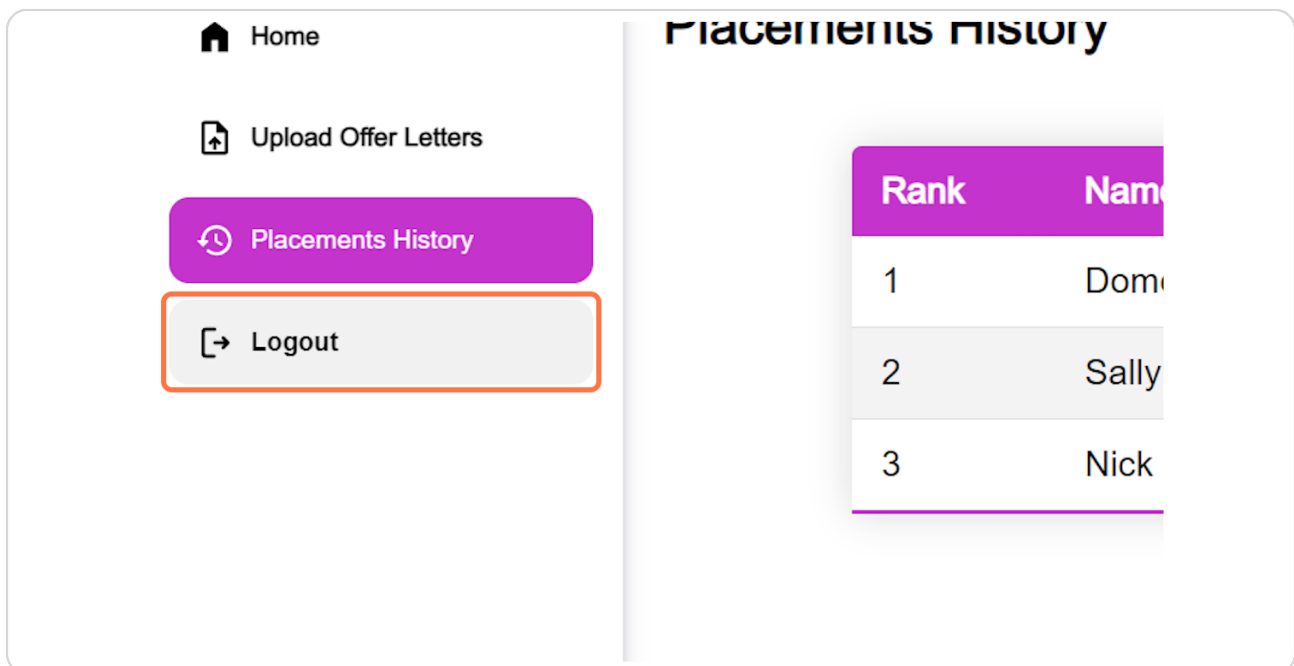 Home
Upload Offer Letters
Placements History
Logout
Placements History
Rank
1
2
Sally
3
Nick